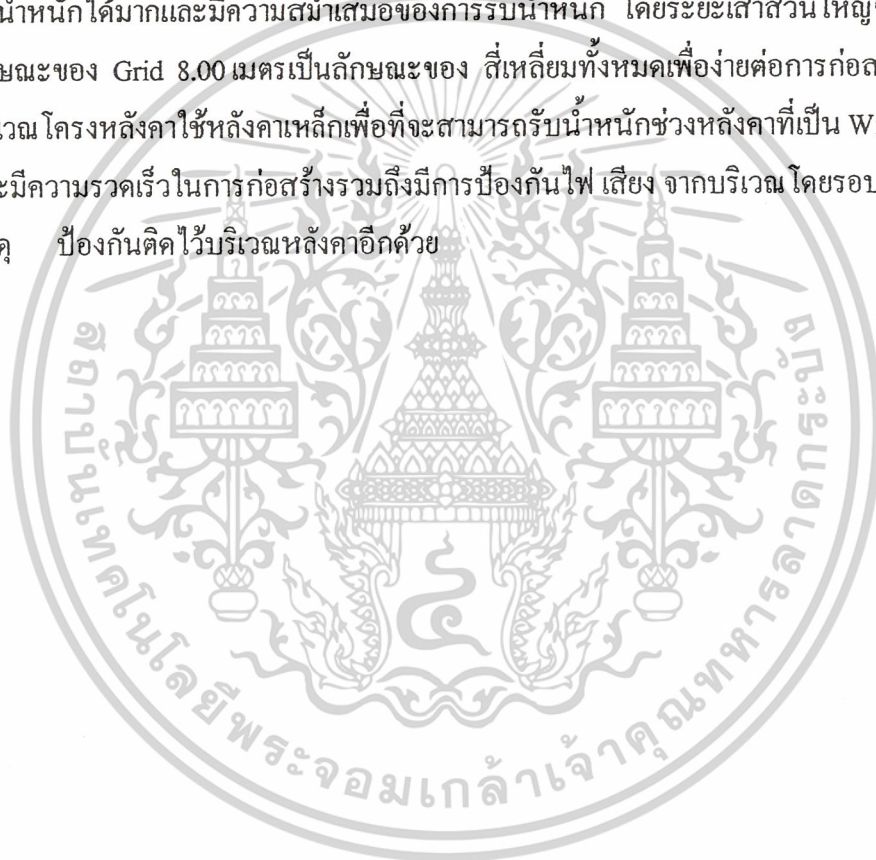 น้ำหนักได้มากและมีความสม่ำเสมอของการรับน้ำหนัก โดยระยะเสาส่วนใหญ่
ษณะของ Grid 8.00 เมตรเป็นลักษณะของ สี่เหลี่ยมทั้งหมดเพื่อง่ายต่อการก่อส
เวณโครงหลังคาใช้หลังคาเหล็กเพื่อที่จะสามารถรับน้ำหนักช่วงหลังคาที่เป็น W
ะมีความรวดเร็วในการก่อสร้างรวมถึงมีการป้องกันไฟ เสียง จากบริเวณโดยรอบ
ดุ ป้องกันติดไว้บริเวณหลังคาอีกด้วย
สถาบันเทคโนโลยีพระจอมเกล้าเจ้าคุณทหารลาดกระบัง